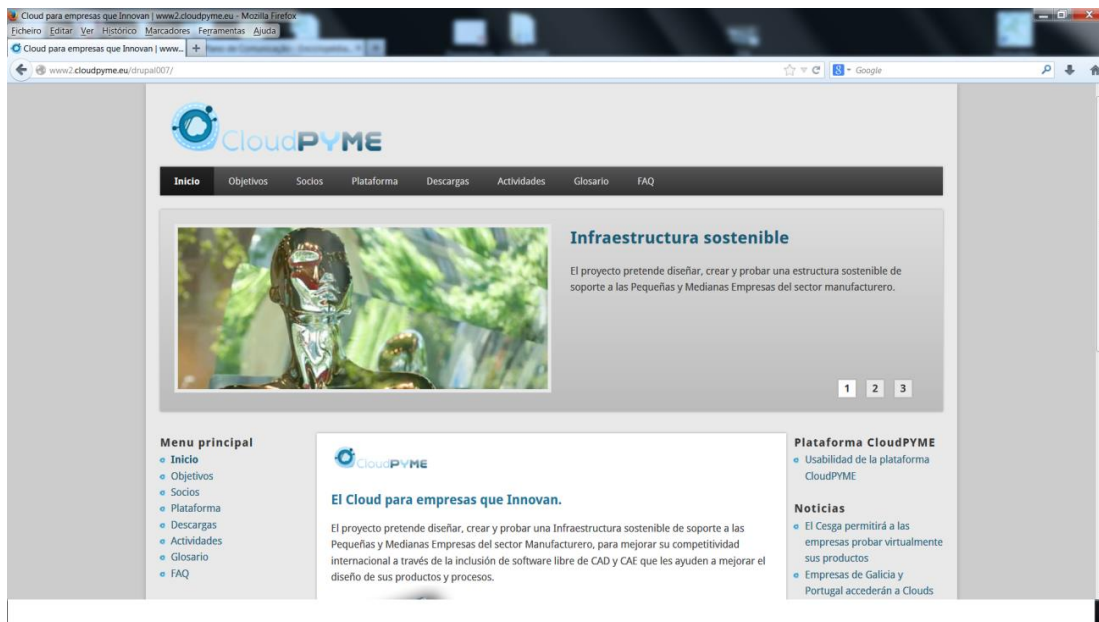 Cloud para empresas que Innovan | www2.cloudpyme.eu - Mozilla Firefox
Ficheiro Editar Ver Histórico Marcadores Ferramentas Ajuda
Cloud para empresas que Innovan | www... +
www2.cloudpyme.eu/drupal007/
Google
CloudPYME
Inicio Objetivos Socios Plataforma Descargas Actividades Glosario FAQ
Infraestructura sostenible
El proyecto pretende diseñar, crear y probar una estructura sostenible de
soporte a las Pequeñas y Medianas Empresas del sector manufacturero.
1 2 3
Menu principal
Inicio
Objetivos
Socios
Plataforma
Descargas
Actividades
Glosario
FAQ
CloudPYME
El Cloud para empresas que Innovan.
El proyecto pretende diseñar, crear y probar una Infraestructura sostenible de soporte a las
Pequeñas y Medianas Empresas del sector Manufacturero, para mejorar su competitividad
internacional a través de la inclusión de software libre de CAD y CAE que les ayuden a mejorar el
diseño de sus productos y procesos.
Plataforma CloudPYME
Usabilidad de la plataforma
CloudPYME
Noticias
El Cesga permitirá a las
empresas probar virtualmente
sus productos
Empresas de Galicia y
Portugal accederán a Clouds